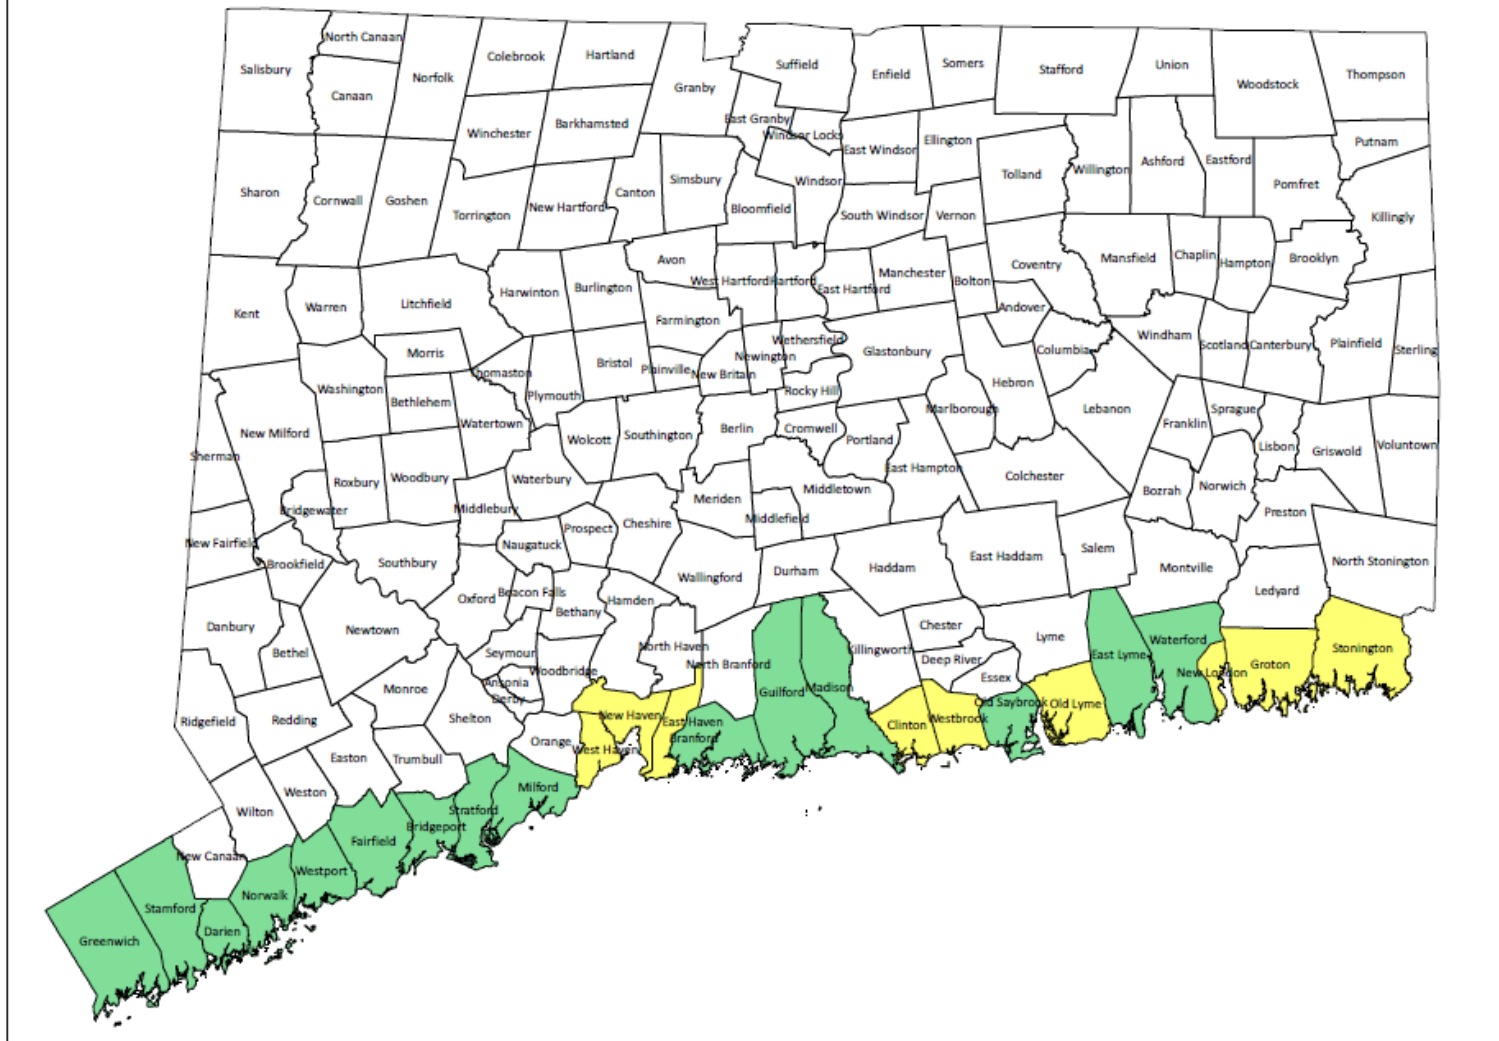 North Canaan
Salisbury
Canaan
Norfolk
Colebrook
Hartland
Granby
Suffield
Enfield
Somers
Stafford
Union
Woodstock
Thompson
Winchester
Barkhamsted
East Granby
Windsor Locks
East Windsor
Ellington
Putnam
Sharon
Cornwall
Goshen
Torrington
New Hartford
Canton
Simsbury
Bloomfield
Windsor
South Windsor
Vernon
Tolland
Willington
Ashford
Eastford
Pomfret
Killingly
Kent
Warren
Litchfield
Harwinton
Burlington
Avon
West Hartford
Hartford
East Hartford
Manchester
Bolton
Coventry
Mansfield
Chaplin
Hampton
Brooklyn
Andover
Farmington
Morris
Thomaston
Plymouth
Bristol
Plainville
New Britain
Newington
Wethersfield
Rocky Hill
Glastonbury
Hebron
Columbia
Windham
Scotland
Canterbury
Plainfield
Sterling
Washington
Bethlehem
Watertown
New Milford
Sherman
Wolcott
Southington
Berlin
Cromwell
Portland
Marlborough
Lebanon
Franklin
Sprague
Lisbon
Griswold
Voluntown
Roxbury
Woodbury
Bridgewater
Middlebury
Waterbury
Meriden
Middletown
Middlefield
East Hampton
Colchester
Bozrah
Norwich
Preston
New Fairfield
Brookfield
Southbury
Naugatuck
Prospect
Cheshire
Wallingford
Durham
Haddam
East Haddam
Salem
Montville
Ledyard
North Stonington
Danbury
Bethel
Newtown
Oxford
Beacon Falls
Bethany
Hamden
Seymour
Woodbridge
North Haven
North Branford
Guilford
Madison
Killingworth
Chester
Deep River
Essex
Lyme
East Lyme
Waterford
New London
Groton
Stonington
Ridgefield
Redding
Monroe
Ansonia
Derby
Shelton
Orange
New Haven
West Haven
East Haven
Branford
Clinton
Westbrook
Old Saybrook
Old Lyme
Easton
Trumbull
Weston
Wilton
Milford
Stratford
Bridgeport
Fairfield
New Canaan
Westport
Norwalk
Stamford
Darien
Greenwich